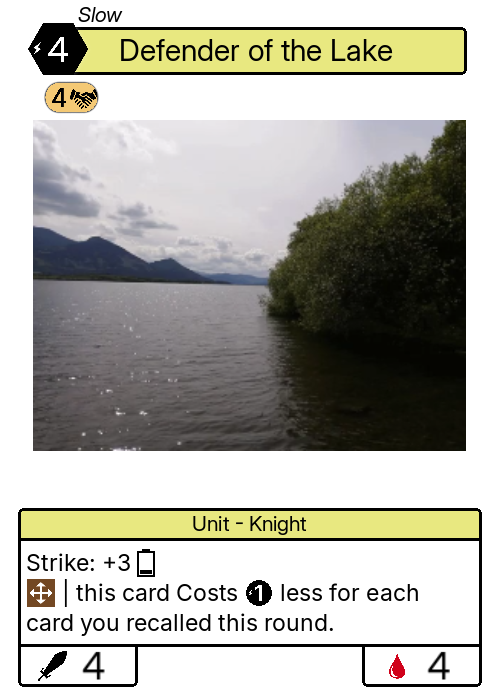 Slow
4 Defender of the Lake
4
Unit - Knight
Strike: +3
| this card Costs 1 less for each
card you recalled this round.
4 4